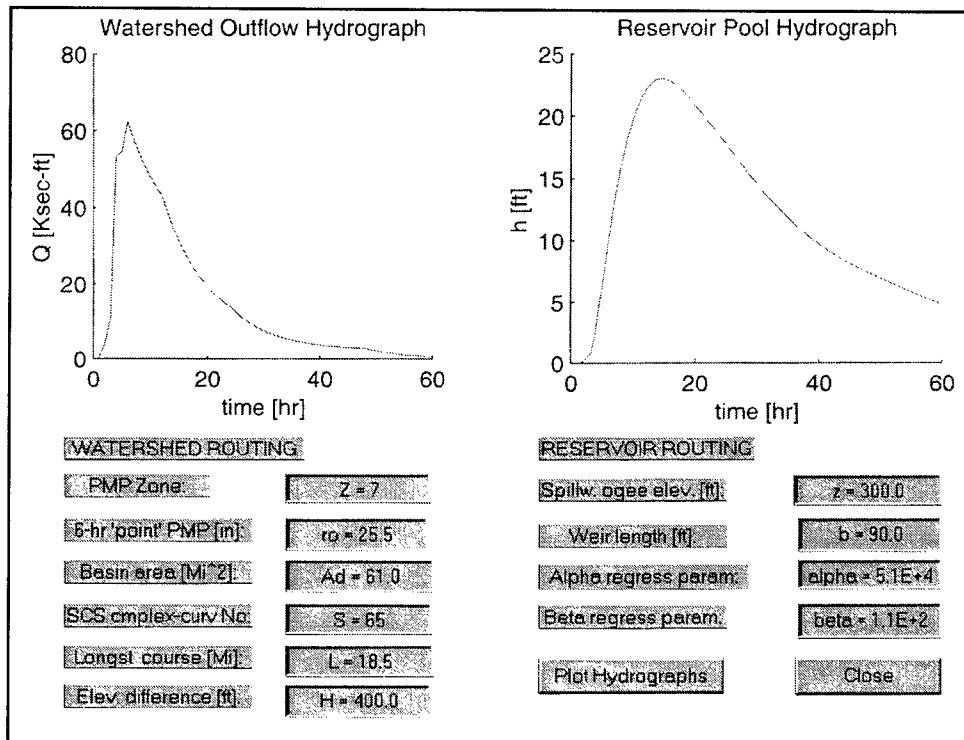 Watershed Outflow Hydrograph
80
60
40
20
0
Q [Ksec-ft]
0
20
40
60
time [hr]
Reservoir Pool Hydrograph
25
20
15
10
5
0
h [ft]
0
20
40
60
time [hr]
WATERSHED ROUTING
PMP Zone:
Z = 7
6-hr 'point' PMP [in]:
ro = 25.5
Basin area [Mi^2]:
Ad = 61.0
SCS cmplex-curv No:
S = 65
Longst. course [Mi]:
L = 18.5
Elev. difference [ft]:
H = 400.0
RESERVOIR ROUTING
Spillw. ogee elev. [ft]:
z = 300.0
Weir length [ft]:
b = 90.0
Alpha regress param:
alpha = 5.1E+4
Beta regress param.
beta = 1.1E+2
Plot Hydrographs
Close